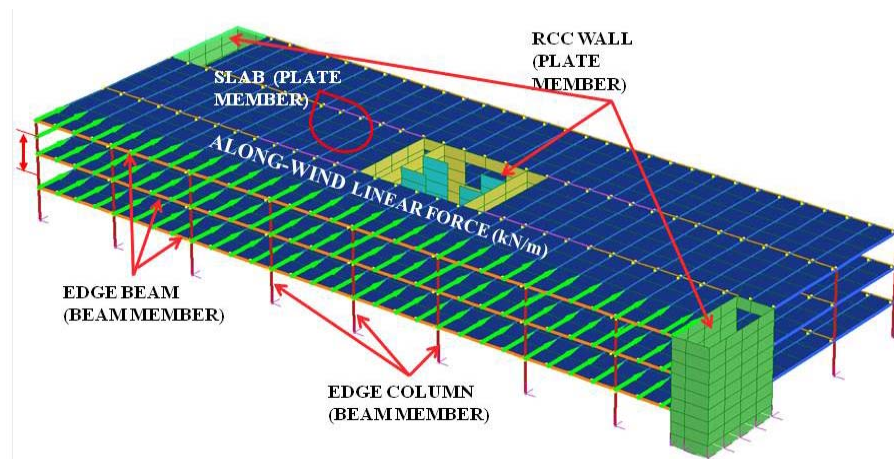 RCC WALL
(PLATE
MEMBER)
SLAB (PLATE
MEMBER)
ALONG-WIND LINEAR FORCE (kN/m)
EDGE BEAM
(BEAM MEMBER)
EDGE COLUMN
(BEAM MEMBER)